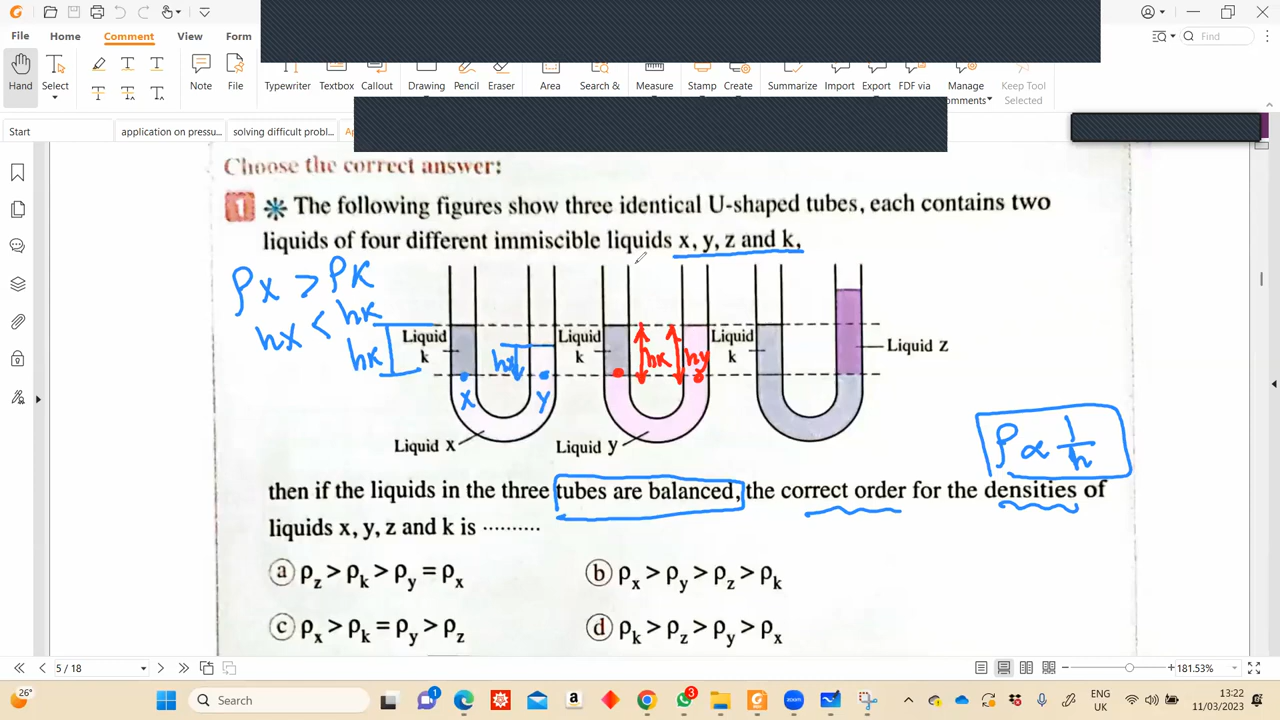 File Home Comment View Form
Find
Hand Select Note File Typewriter Textbox Callout Drawing Pencil Eraser Area Search & Measure Stamp Create Summarize Import Export FDF via Manage omments Keep Tool Selected
Start application on pressu... solving difficult probl... Ap
Choose the correct answer:
1 The following figures show three identical U-shaped tubes, each contains two
liquids of four different immiscible liquids x, y, z and k,
ρx > ρk
hx < hk
hk
Liquid k
hx
x y
Liquid x
Liquid k
hk hy
Liquid y
Liquid k
Liquid z
ρ ∝ 1/h
then if the liquids in the three tubes are balanced, the correct order for the densities of
liquids x, y, z and k is ..........
a ρz > ρk > ρy = ρx
b ρx > ρy > ρz > ρk
c ρx > ρk = ρy > ρz
d ρk > ρz > ρy > ρx
5 / 18
181.53%
26°
Search
1
3
ENG
UK
13:22
11/03/2023